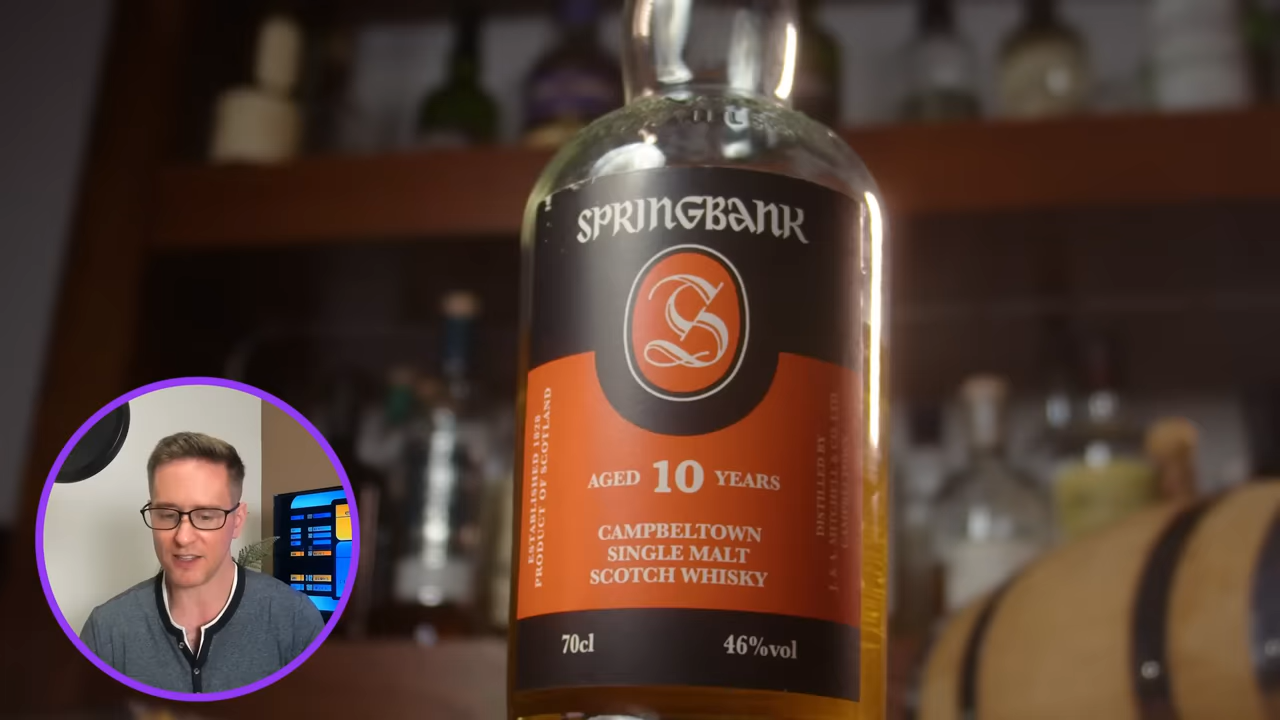 SPRINGBANK
S
AGED 10 YEARS
CAMPBELTOWN
SINGLE MALT
SCOTCH WHISKY
70cl
46%vol
ESTABLISHED 1828
PRODUCT OF SCOTLAND
DISTILLED BY
J.& A. MITCHELL & CO. LTD
CAMPBELTOWN